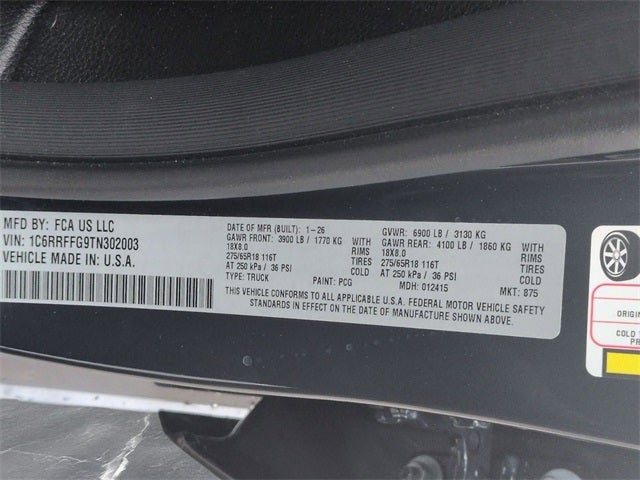 MFD BY: FCA US LLC
VIN: 1C6RRFFG9TN302003
VEHICLE MADE IN: U.S.A.
DATE OF MFR (BUILT): 1-26
GAWR FRONT: 3900 LB / 1770 KG WITH
18X8.0 RIMS
275/65R18 116T TIRES
AT 250 kPa / 36 PSI COLD
TYPE: TRUCK PAINT: PCG
GVWR: 6900 LB / 3130 KG
GAWR REAR: 4100 LB / 1860 KG WITH
18X8.0 RIMS
275/65R18 116T TIRES
AT 250 kPa / 36 PSI COLD
MDH: 012415 MKT: 875
THIS VEHICLE CONFORMS TO ALL APPLICABLE U.S.A. FEDERAL MOTOR VEHICLE SAFETY
STANDARDS IN EFFECT ON THE DATE OF MANUFACTURE SHOWN ABOVE.
ORIGIN
COLD T
PR